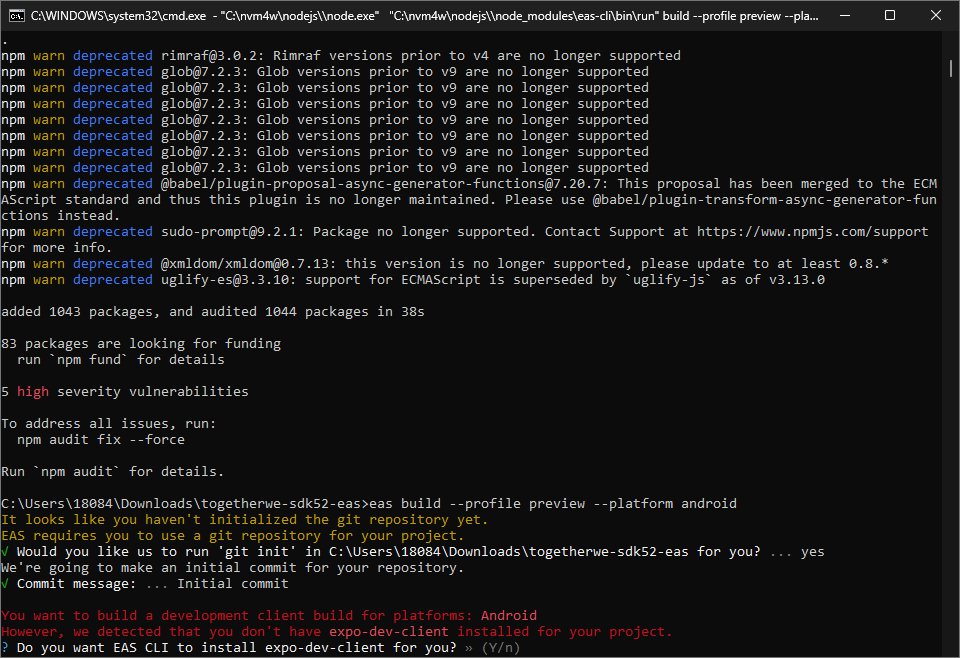 C:\WINDOWS\system32\cmd.exe - "C:\nvm4w\nodejs\\node.exe" "C:\nvm4w\nodejs\\node_modules\eas-cli\bin\run" build --profile preview --pla...
.
npm warn deprecated rimraf@3.0.2: Rimraf versions prior to v4 are no longer supported
npm warn deprecated glob@7.2.3: Glob versions prior to v9 are no longer supported
npm warn deprecated glob@7.2.3: Glob versions prior to v9 are no longer supported
npm warn deprecated glob@7.2.3: Glob versions prior to v9 are no longer supported
npm warn deprecated glob@7.2.3: Glob versions prior to v9 are no longer supported
npm warn deprecated glob@7.2.3: Glob versions prior to v9 are no longer supported
npm warn deprecated glob@7.2.3: Glob versions prior to v9 are no longer supported
npm warn deprecated glob@7.2.3: Glob versions prior to v9 are no longer supported
npm warn deprecated @babel/plugin-proposal-async-generator-functions@7.20.7: This proposal has been merged to the ECM
AScript standard and thus this plugin is no longer maintained. Please use @babel/plugin-transform-async-generator-fun
ctions instead.
npm warn deprecated sudo-prompt@9.2.1: Package no longer supported. Contact Support at https://www.npmjs.com/support
for more info.
npm warn deprecated @xmldom/xmldom@0.7.13: this version is no longer supported, please update to at least 0.8.*
npm warn deprecated uglify-es@3.3.10: support for ECMAScript is superseded by `uglify-js` as of v3.13.0
added 1043 packages, and audited 1044 packages in 38s
83 packages are looking for funding
run `npm fund` for details
5 high severity vulnerabilities
To address all issues, run:
npm audit fix --force
Run `npm audit` for details.
C:\Users\18084\Downloads\togetherwe-sdk52-eas>eas build --profile preview --platform android
It looks like you haven't initialized the git repository yet.
EAS requires you to use a git repository for your project.
√ Would you like us to run 'git init' in C:\Users\18084\Downloads\togetherwe-sdk52-eas for you? ... yes
We're going to make an initial commit for your repository.
√ Commit message: ... Initial commit
You want to build a development client build for platforms: Android
However, we detected that you don't have expo-dev-client installed for your project.
? Do you want EAS CLI to install expo-dev-client for you? » (Y/n)